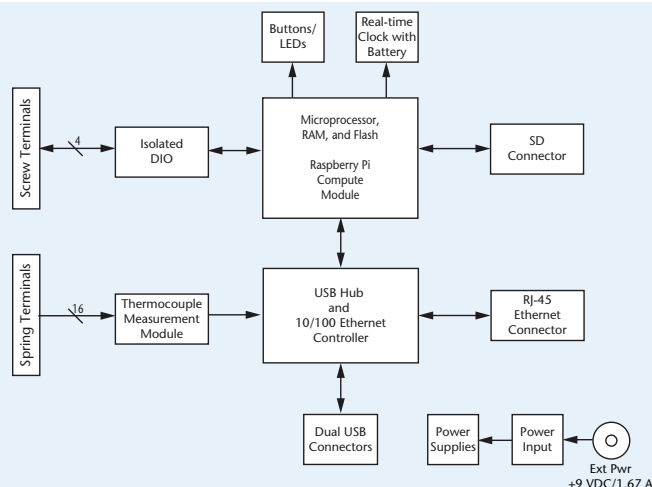 Buttons/
LEDs
Real-time
Clock with
Battery
Screw Terminals
4
Isolated
DIO
Microprocessor,
RAM, and Flash
Raspberry Pi
Compute
Module
SD
Connector
Spring Terminals
16
Thermocouple
Measurement
Module
USB Hub
and
10/100 Ethernet
Controller
RJ-45
Ethernet
Connector
Dual USB
Connectors
Power
Supplies
Power
Input
Ext Pwr
+9 VDC/1.67 A